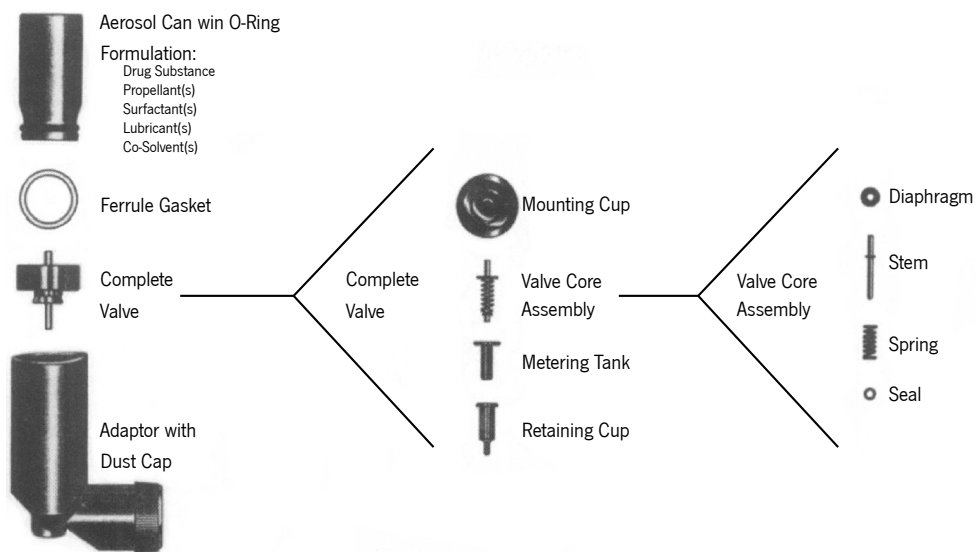 Aerosol Can win O-Ring
Formulation:
Drug Substance
Propellant(s)
Surfactant(s)
Lubricant(s)
Co-Solvent(s)
Ferrule Gasket
Complete
Valve
Adaptor with
Dust Cap
Complete
Valve
Mounting Cup
Valve Core
Assembly
Metering Tank
Retaining Cup
Valve Core
Assembly
Diaphragm
Stem
Spring
Seal